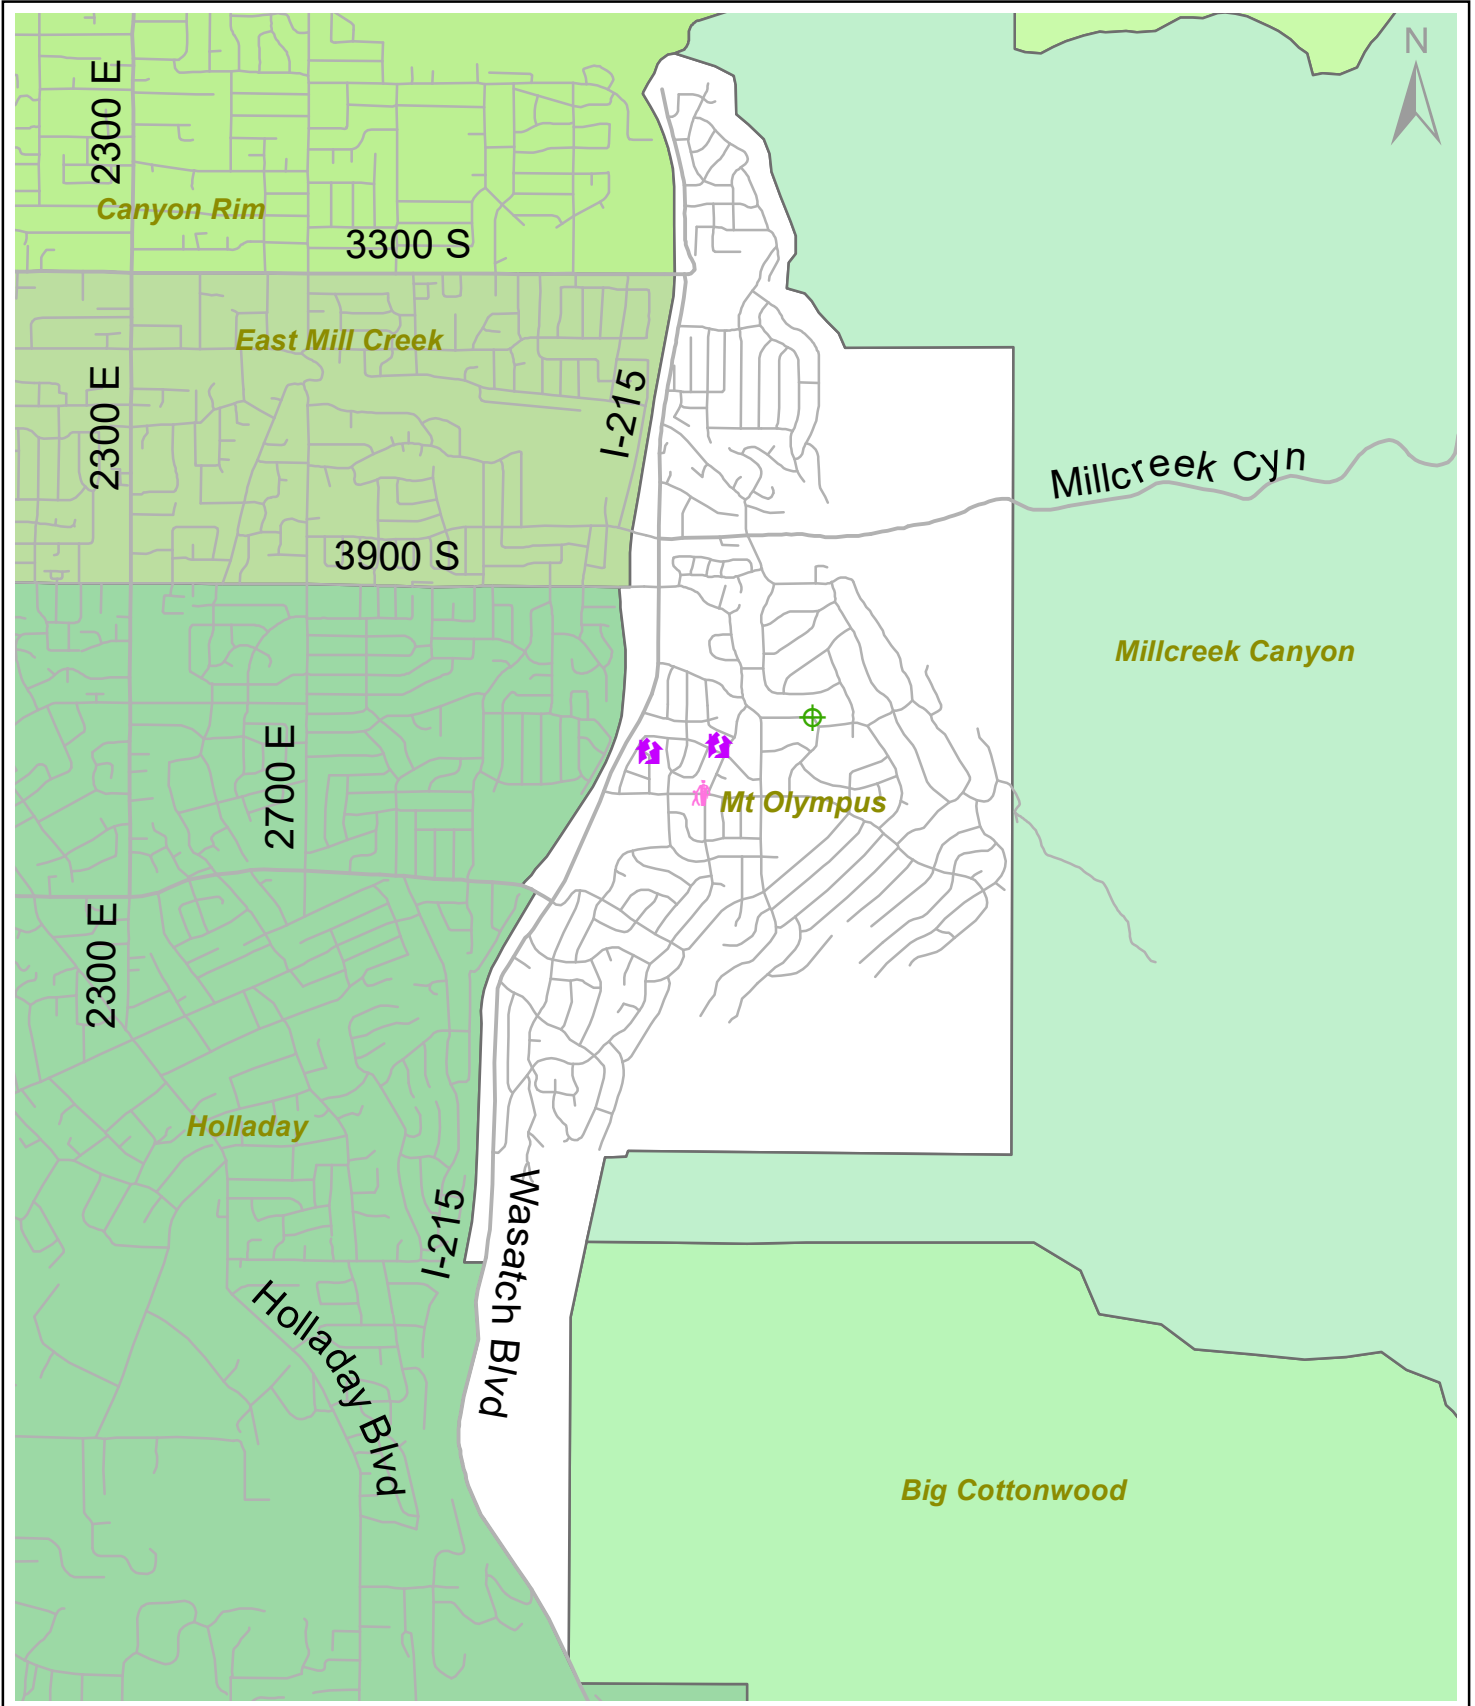 N
2300 E
Canyon Rim
3300 S
East Mill Creek
2300 E
I-215
Millcreek Cyn
3900 S
Millcreek Canyon
2700 E
Mt Olympus
2300 E
Holladay
I-215
Wasatch Blvd
Holladay Blvd
Big Cottonwood